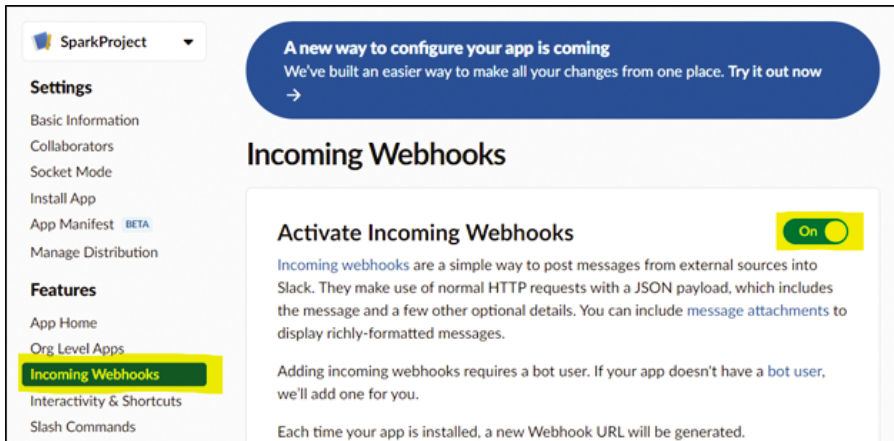 SparkProject
Settings
Basic Information
Collaborators
Socket Mode
Install App
App Manifest BETA
Manage Distribution
Features
App Home
Org Level Apps
Incoming Webhooks
Interactivity & Shortcuts
Slash Commands
A new way to configure your app is coming
We've built an easier way to make all your changes from one place. Try it out now
→
Incoming Webhooks
Activate Incoming Webhooks
On
Incoming webhooks are a simple way to post messages from external sources into
Slack. They make use of normal HTTP requests with a JSON payload, which includes
the message and a few other optional details. You can include message attachments to
display richly-formatted messages.
Adding incoming webhooks requires a bot user. If your app doesn't have a bot user,
we'll add one for you.
Each time your app is installed, a new Webhook URL will be generated.